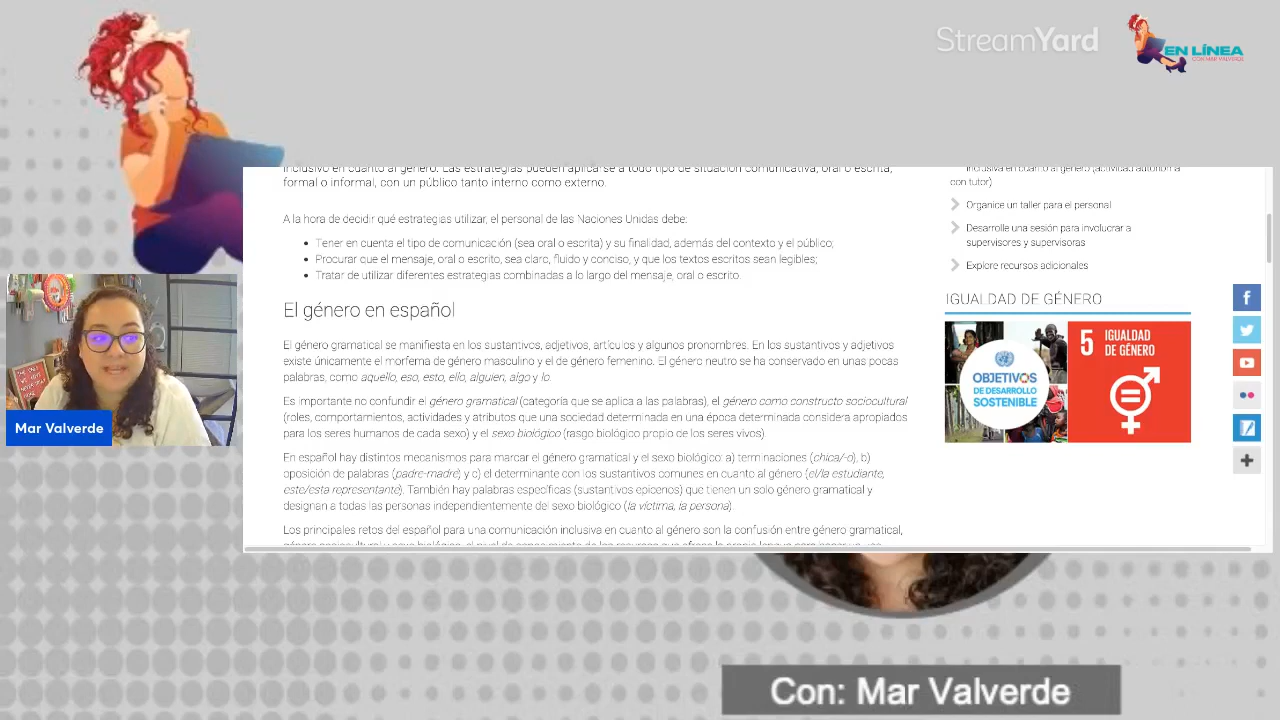 StreamYard
EN LÍNEA
CON MAR VALVERDE
inclusivo en cuanto al género. Las estrategias pueden aplicarse a todo tipo de situación comunicativa, oral o escrita,
formal o informal, con un público tanto interno como externo.
A la hora de decidir qué estrategias utilizar, el personal de las Naciones Unidas debe:
Tener en cuenta el tipo de comunicación (sea oral o escrita) y su finalidad, además del contexto y el público;
Procurar que el mensaje, oral o escrito, sea claro, fluido y conciso, y que los textos escritos sean legibles;
Tratar de utilizar diferentes estrategias combinadas a lo largo del mensaje, oral o escrito.
El género en español
El género gramatical se manifiesta en los sustantivos, adjetivos, artículos y algunos pronombres. En los sustantivos y adjetivos
existe únicamente el morfema de género masculino y el de género femenino. El género neutro se ha conservado en unas pocas
palabras, como aquello, eso, esto, ello, alguien, algo y lo.
Es común confundir el género gramatical (categoría que se aplica a las palabras), el género como constructo sociocultural
(roles, comportamientos, actividades y atributos que una sociedad determinada en una época determinada considera apropiados
para los seres humanos de cada sexo) y el sexo biológico (rasgo biológico propio de los seres vivos).
En español hay distintos mecanismos para marcar el género gramatical y el sexo biológico: a) terminaciones (chica/-o), b)
oposición de palabras (padre-madre) y c) el determinante con los sustantivos comunes en cuanto al género (el/la estudiante,
este/esta representante). También hay palabras específicas (sustantivos epicenos) que tienen un solo género gramatical y
designan a todas las personas independientemente del sexo biológico (la víctima, la persona).
Los principales retos del español para una comunicación inclusiva en cuanto al género son la confusión entre género gramatical,
inclusiva en cuanto al género (actividad autónoma
con tutor)
Organice un taller para el personal
Desarrolle una sesión para involucrar a
supervisores y supervisoras
Explore recursos adicionales
IGUALDAD DE GÉNERO
OBJETIVOS
DE DESARROLLO
SOSTENIBLE
5 IGUALDAD
DE GÉNERO
Mar Valverde
Con: Mar Valverde